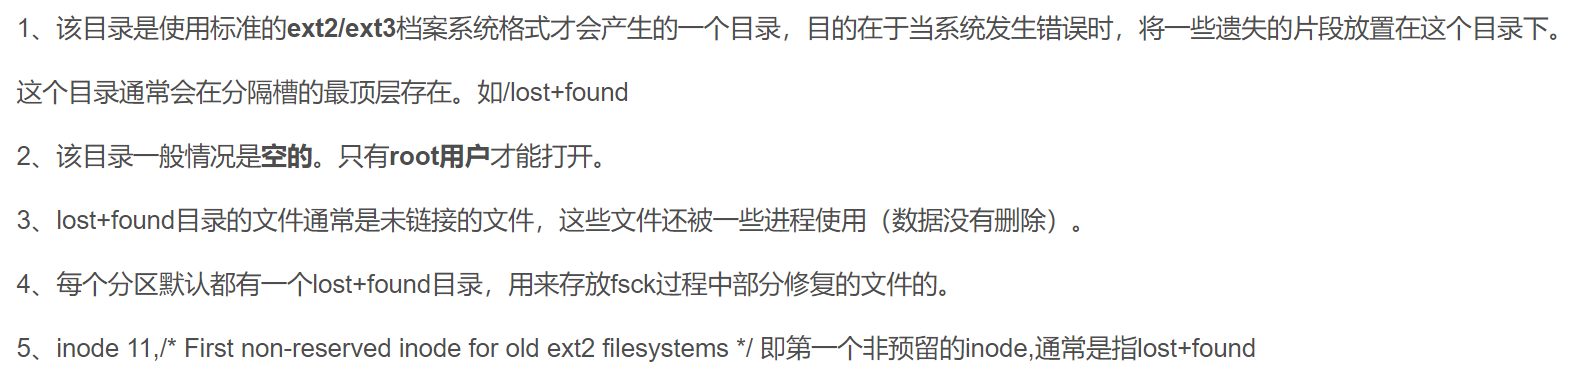 1、该目录是使用标准的ext2/ext3档案系统格式才会产生的一个目录，目的在于当系统发生错误时，将一些遗失的片段放置在这个目录下。
这个目录通常会在分隔槽的最顶层存在。如/lost+found
2、该目录一般情况是空的。只有root用户才能打开。
3、lost+found目录的文件通常是未链接的文件，这些文件还被一些进程使用（数据没有删除）。
4、每个分区默认都有一个lost+found目录，用来存放fsck过程中部分修复的文件的。
5、inode 11,/* First non-reserved inode for old ext2 filesystems */ 即第一个非预留的inode,通常是指lost+found